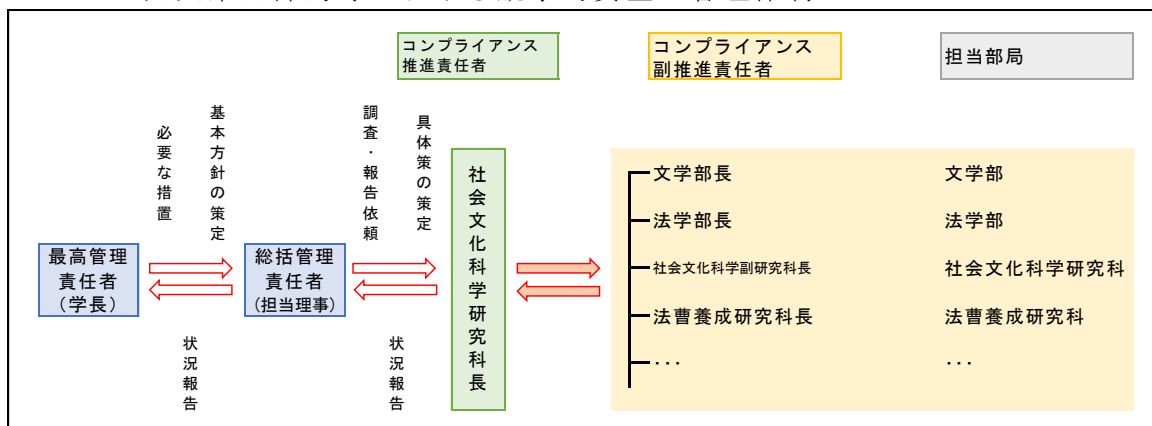 コンプライアンス
推進責任者
コンプライアンス
副推進責任者
担当部局
必要な措置
基本方針の策定
調査・報告依頼
具体策の策定
最高管理
責任者
(学長)
総括管理
責任者
(担当理事)
社会文化科学研究科長
状況報告
状況報告
文学部長
文学部
法学部長
法学部
社会文化科学副研究科長
社会文化科学研究科
法曹養成研究科長
法曹養成研究科
・・・
・・・